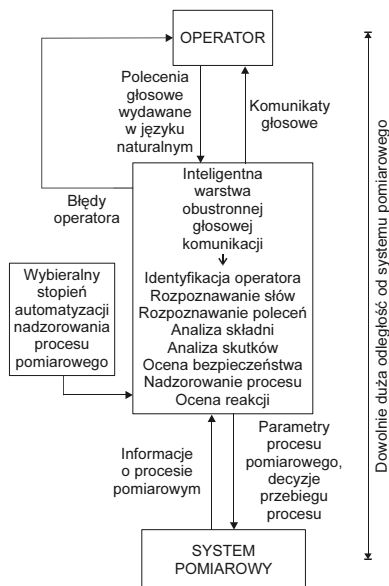 OPERATOR
Polecenia
głosowe
wydawane
w języku
naturalnym
Komunikaty
głosowe
Błędy
operatora
Inteligentna
warstwa
obustronnej
głosowej
komunikacji
Identyfikacja operatora
Rozpoznawanie słów
Rozpoznawanie poleceń
Analiza składni
Analiza skutków
Ocena bezpieczeństwa
Nadzorowanie procesu
Ocena reakcji
Wybieralny
stopień
automatyzacji
nadzorowania
procesu
pomiarowego
Informacje
o procesie
pomiarowym
Parametry
procesu
pomiarowego,
decyzje
przebiegu
procesu
SYSTEM
POMIAROWY
Dowolnie duża odległość od systemu pomiarowego